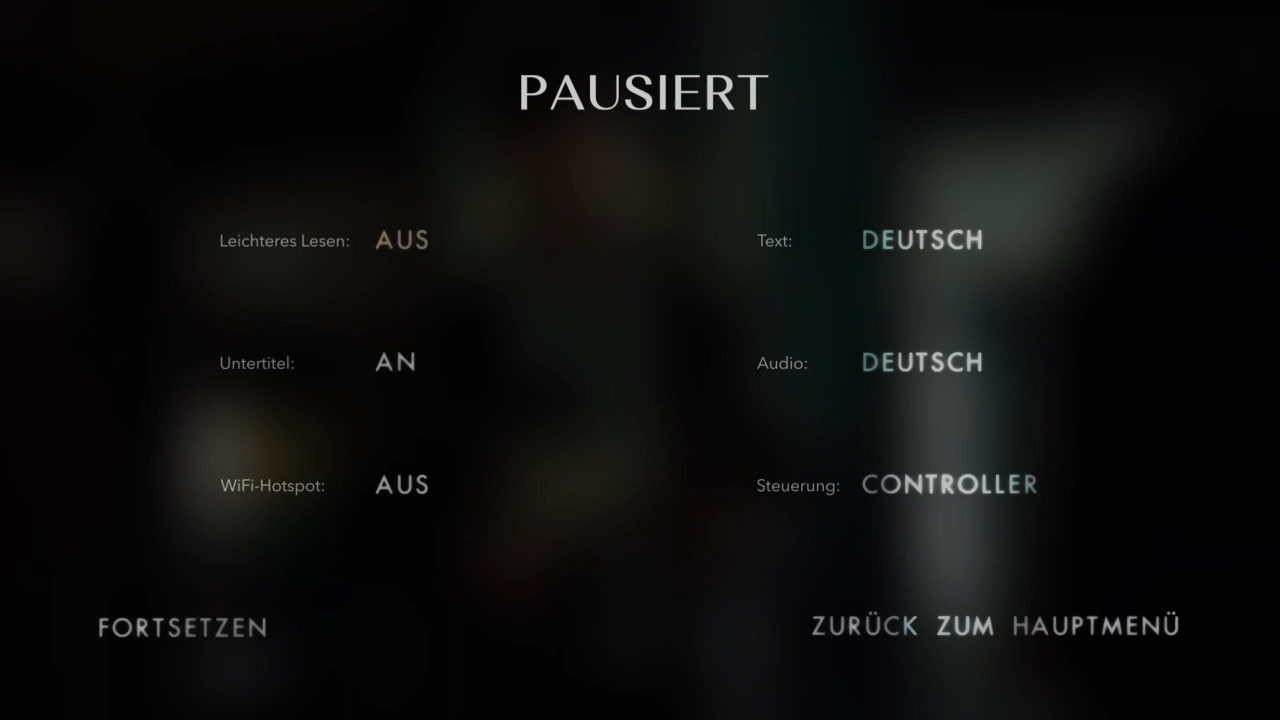 PAUSIERT
Leichteres Lesen: AUS
Text: DEUTSCH
Untertitel: AN
Audio: DEUTSCH
WiFi-Hotspot: AUS
Steuerung: CONTROLLER
FORTSETZEN
ZURÜCK ZUM HAUPTMENÜ